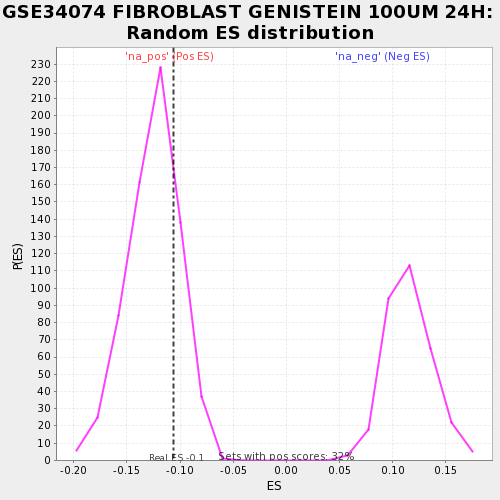 GSE34074 FIBROBLAST GENISTEIN 100UM 24H:
Random ES distribution
'na_pos' (Pos ES)
'na_neg' (Neg ES)
P(ES)
230
220
210
200
190
180
170
160
150
140
130
120
110
100
90
80
70
60
50
40
30
20
10
0
Real ES -0.1
Sets with pos scores: 32%
-0.20 -0.15 -0.10 -0.05 0.00 0.05 0.10 0.15
ES